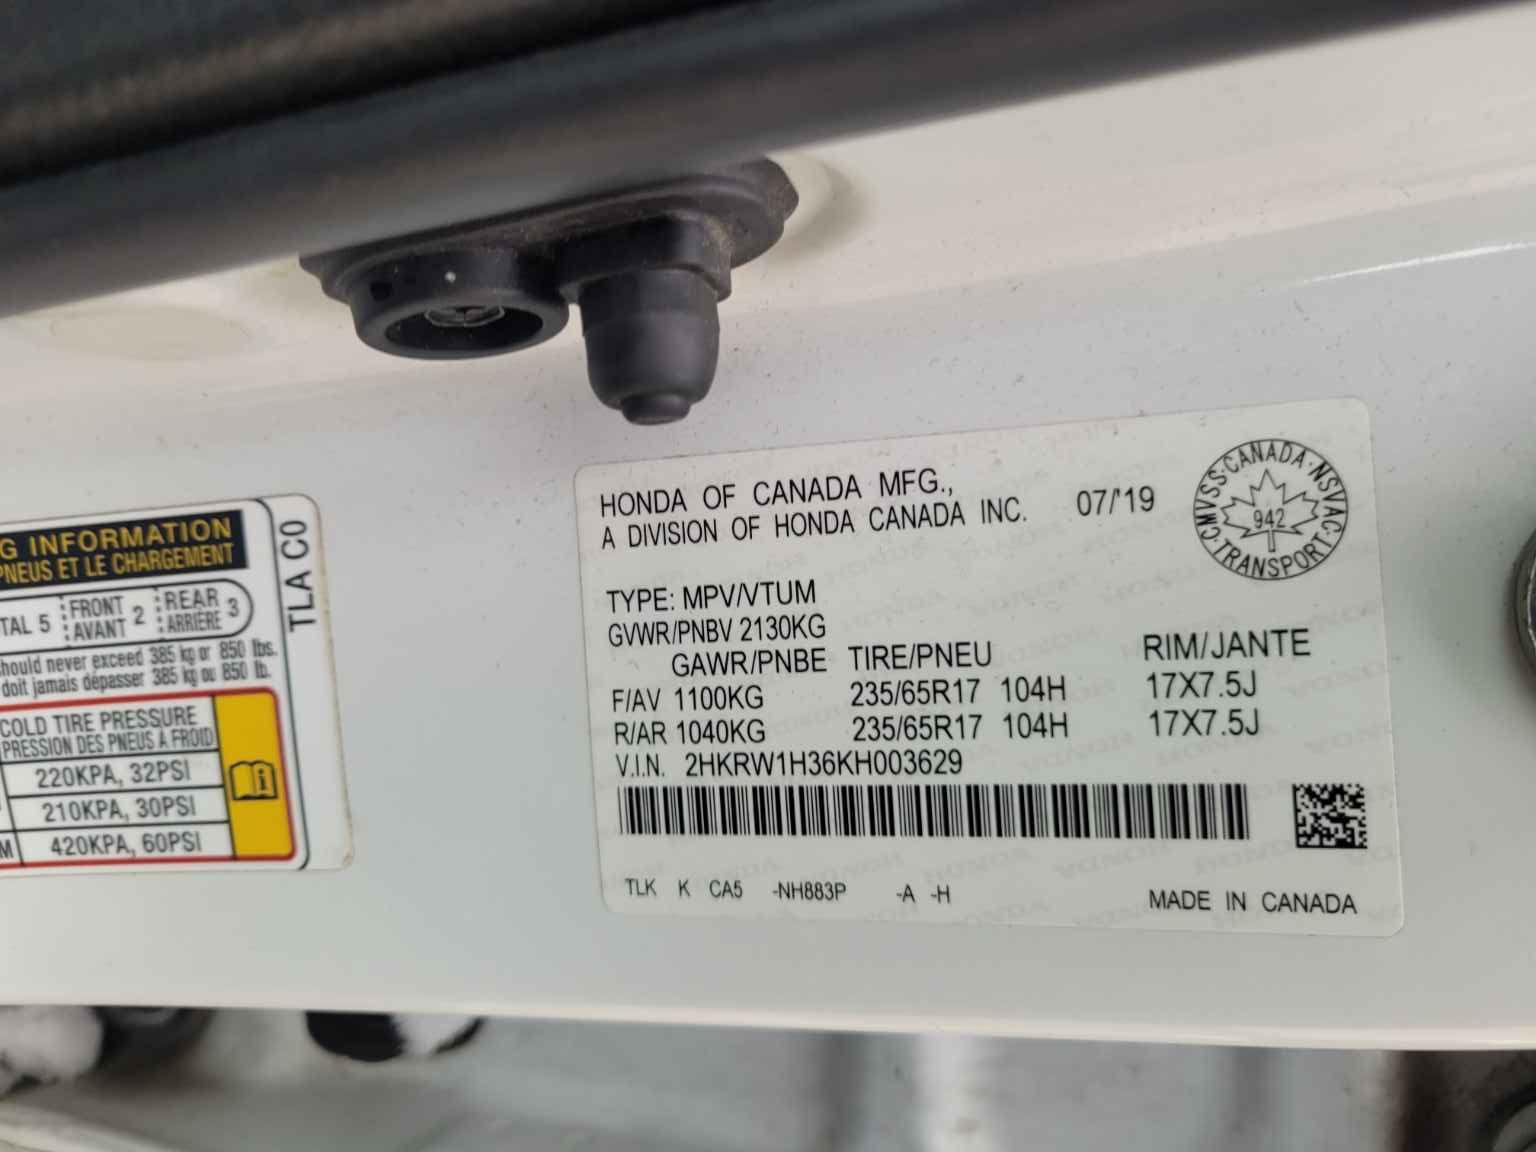 G INFORMATION
PNEUS ET LE CHARGEMENT
TAL 5 FRONT AVANT 2 REAR ARRIÈRE 3
should never exceed 385 kg or 850 lbs.
doit jamais dépasser 385 kg ou 850 lb.
COLD TIRE PRESSURE
PRESSION DES PNEUS A FROID
220KPA, 32PSI
210KPA, 30PSI
M 420KPA, 60PSI
TLA C0
HONDA OF CANADA MFG.,
A DIVISION OF HONDA CANADA INC. 07/'19
CMVSS·CANADA·NSVAC·TRANSPORT·
942
TYPE: MPV/VTUM
GVWR/PNBV 2130KG
GAWR/PNBE TIRE/PNEU RIM/JANTE
F/AV 1100KG 235/65R17 104H 17X7.5J
R/AR 1040KG 235/65R17 104H 17X7.5J
V.I.N. 2HKRW1H36KH003629
TLK K CA5 -NH883P -A -H
MADE IN CANADA